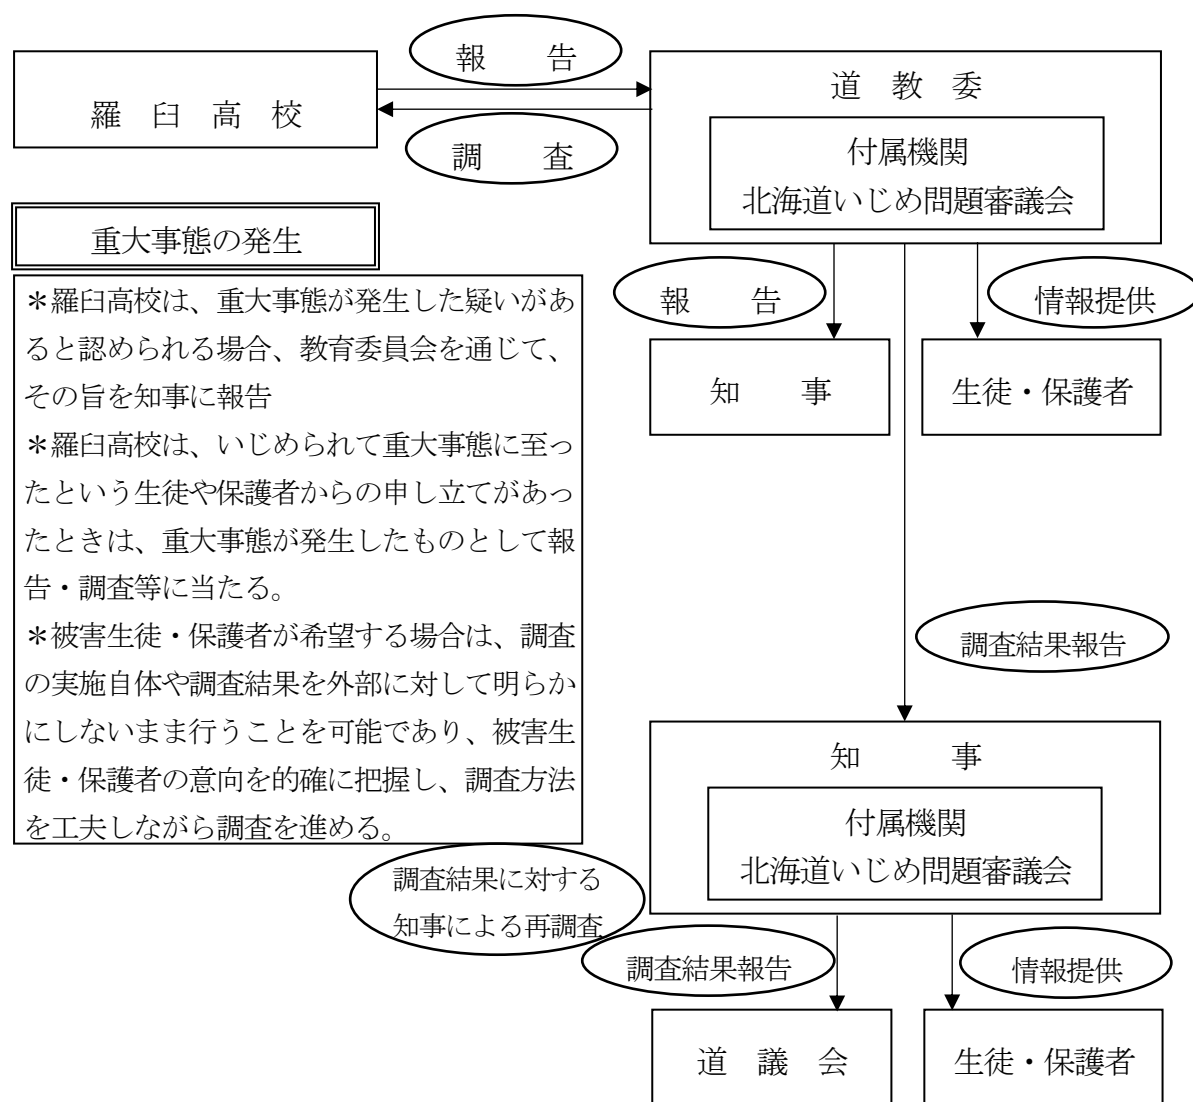 報　　告
羅　臼　高　校
調　　査
道　教　委
付属機関
北海道いじめ問題審議会
重大事態の発生
＊羅臼高校は、重大事態が発生した疑いがあ
ると認められる場合、教育委員会を通じて、
その旨を知事に報告
＊羅臼高校は、いじめられて重大事態に至っ
たという生徒や保護者からの申し立てがあっ
たときは、重大事態が発生したものとして報
告・調査等に当たる。
＊被害生徒・保護者が希望する場合は、調査
の実施自体や調査結果を外部に対して明らか
にしないまま行うことを可能であり、被害生
徒・保護者の意向を的確に把握し、調査方法
を工夫しながら調査を進める。
報　　告
情報提供
知　　事
生徒・保護者
調査結果報告
知　　　事
付属機関
北海道いじめ問題審議会
調査結果に対する
知事による再調査
調査結果報告
情報提供
道　議　会
生徒・保護者